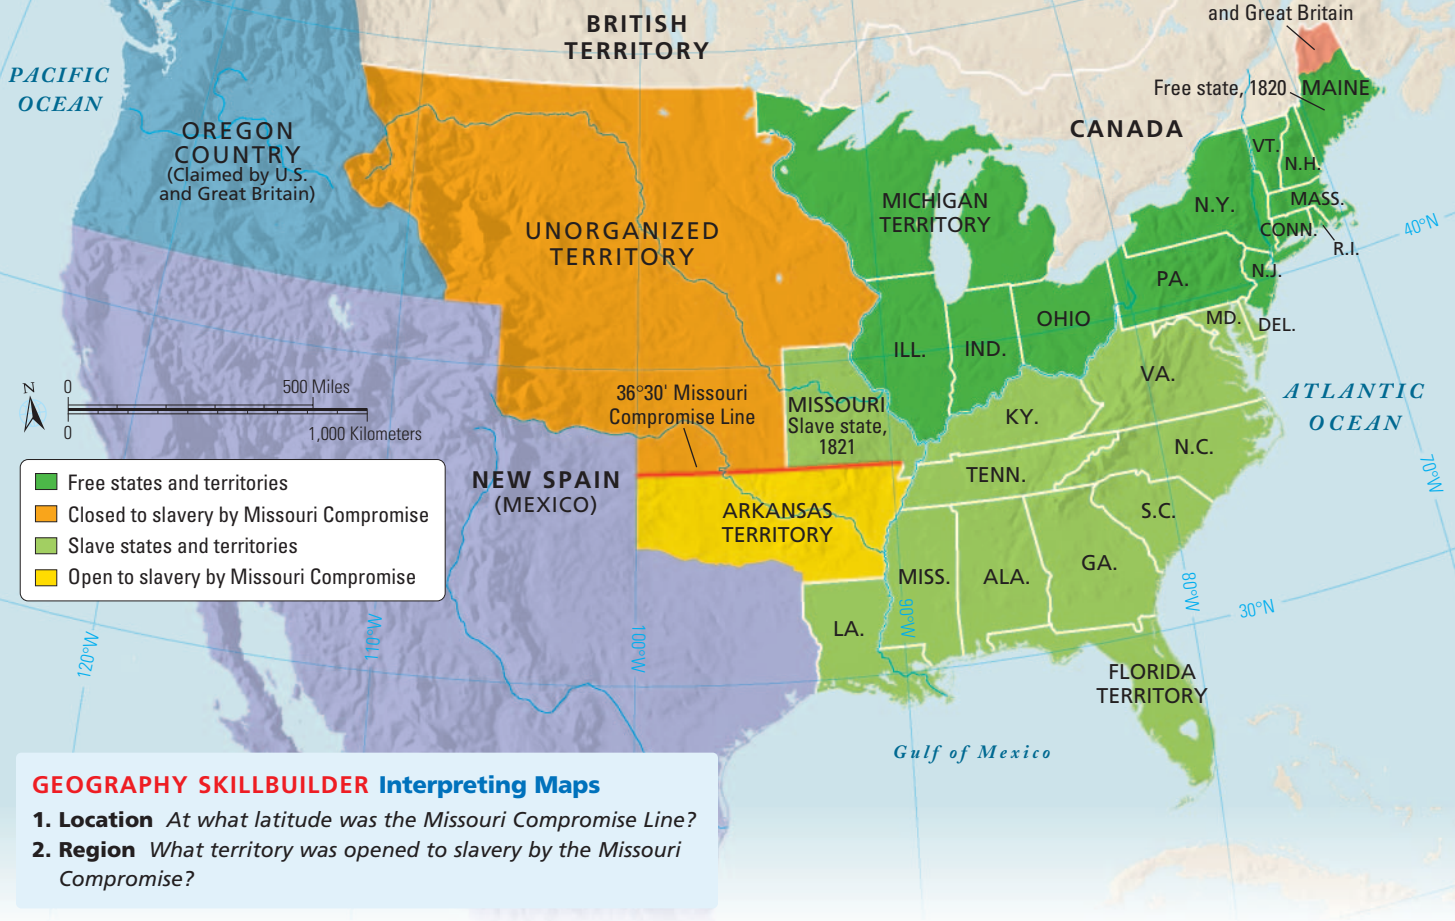 and Great Britain
BRITISH
TERRITORY
PACIFIC
OCEAN
Free state, 1820
MAINE
CANADA
OREGON
COUNTRY
(Claimed by U.S.
and Great Britain)
VT.
N.H.
MICHIGAN
TERRITORY
N.Y.
MASS.
CONN.
R.I.
40°N
UNORGANIZED
TERRITORY
PA.
N.J.
OHIO
MD.
DEL.
ILL.
IND.
VA.
N
0
500 Miles
0
1,000 Kilometers
36°30' Missouri
Compromise Line
MISSOURI
Slave state,
1821
KY.
ATLANTIC
OCEAN
N.C.
70°W
TENN.
NEW SPAIN
(MEXICO)
Free states and territories
Closed to slavery by Missouri Compromise
Slave states and territories
Open to slavery by Missouri Compromise
ARKANSAS
TERRITORY
S.C.
MISS.
ALA.
GA.
80°W
30°N
90°W
LA.
120°W
110°W
100°W
FLORIDA
TERRITORY
Gulf of Mexico
GEOGRAPHY SKILLBUILDER Interpreting Maps
1. Location At what latitude was the Missouri Compromise Line?
2. Region What territory was opened to slavery by the Missouri
Compromise?